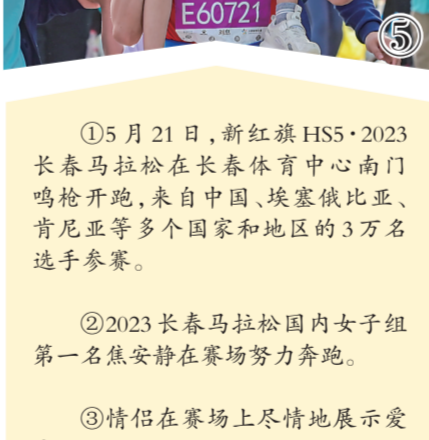 E60721
⑤
①5月21日,新红旗HS5·2023
长春马拉松在长春体育中心南门
鸣枪开跑,来自中国、埃塞俄比亚、
肯尼亚等多个国家和地区的3万名
选手参赛。
②2023长春马拉松国内女子组
第一名焦安静在赛场努力奔跑。
③情侣在赛场上尽情地展示爱